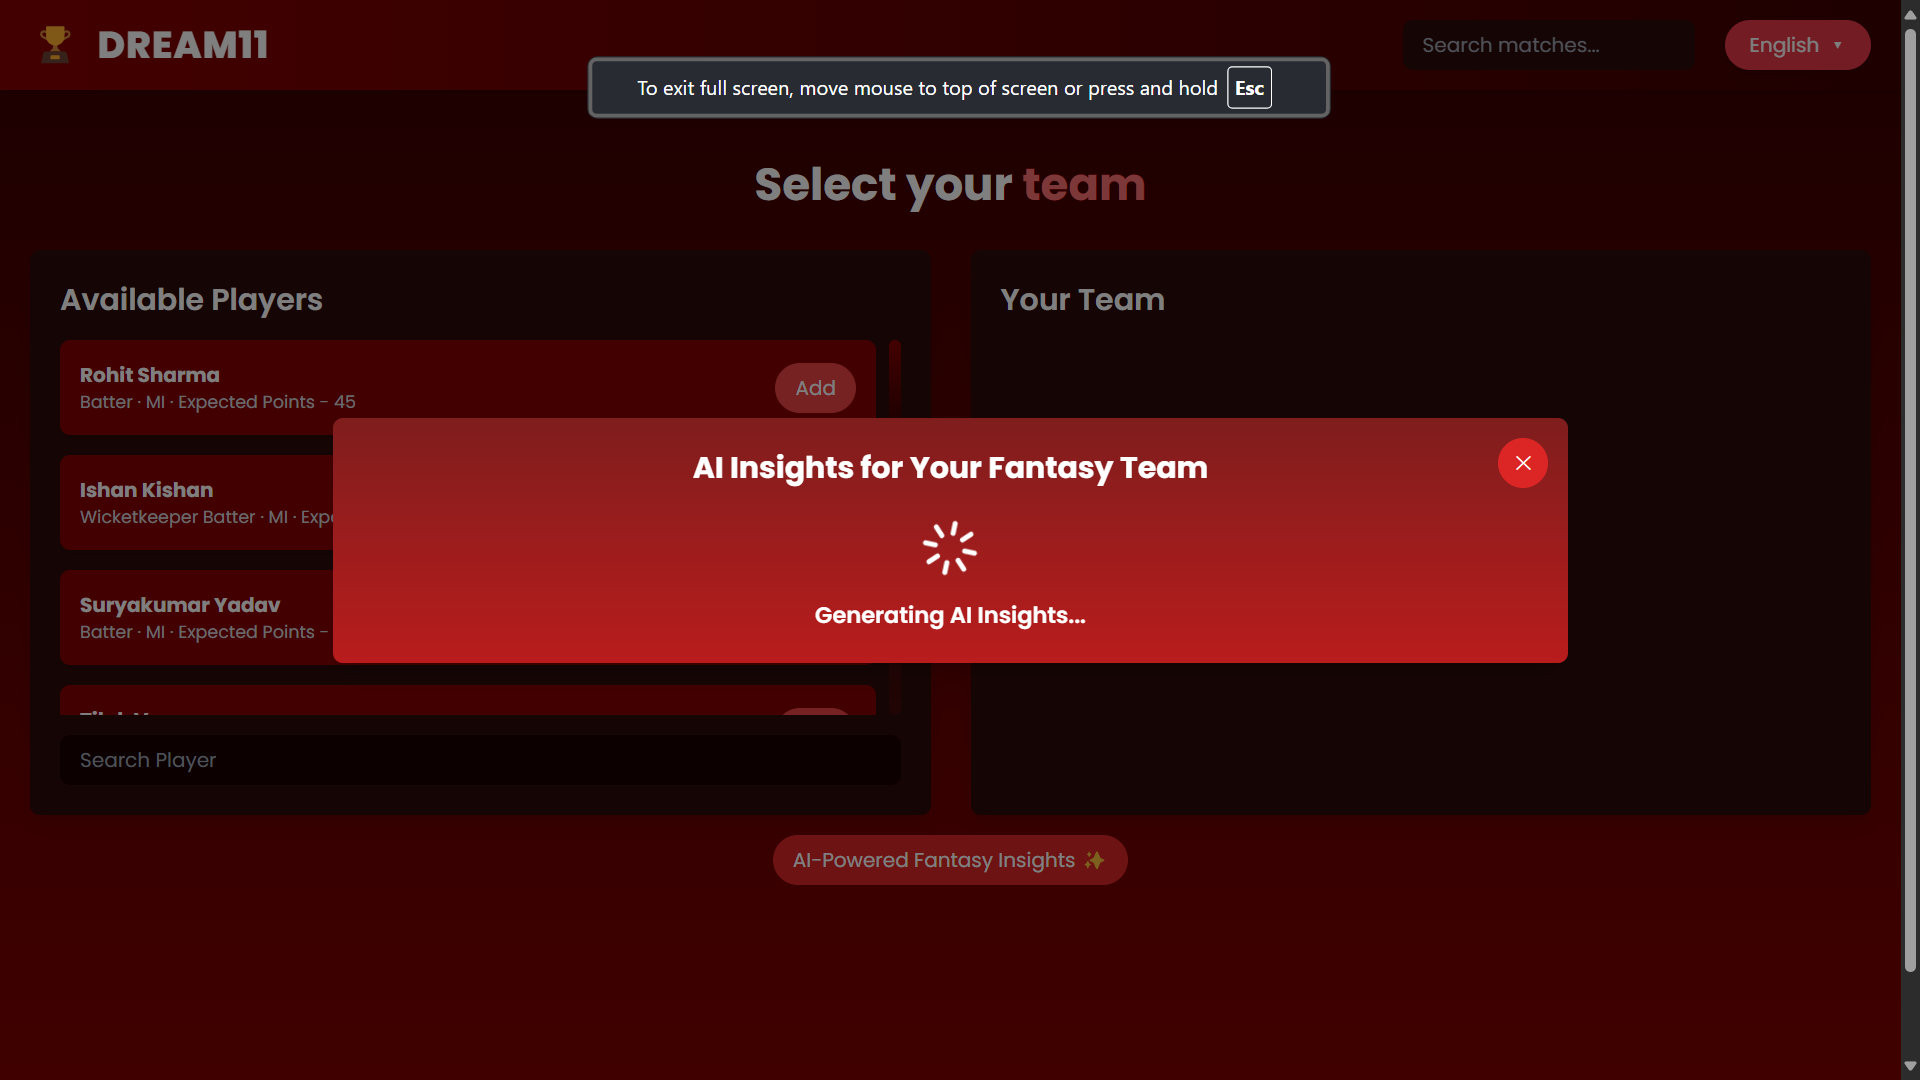 DREAM11
Search matches...
English
To exit full screen, move mouse to top of screen or press and hold Esc
Select your team
Available Players
Your Team
Rohit Sharma
Batter · MI · Expected Points - 45
Add
AI Insights for Your Fantasy Team
Ishan Kishan
Wicketkeeper Batter · MI ·
Generating AI Insights...
Suryakumar Yadav
Batter · MI · Expected Points -
Search Player
AI-Powered Fantasy Insights ✨